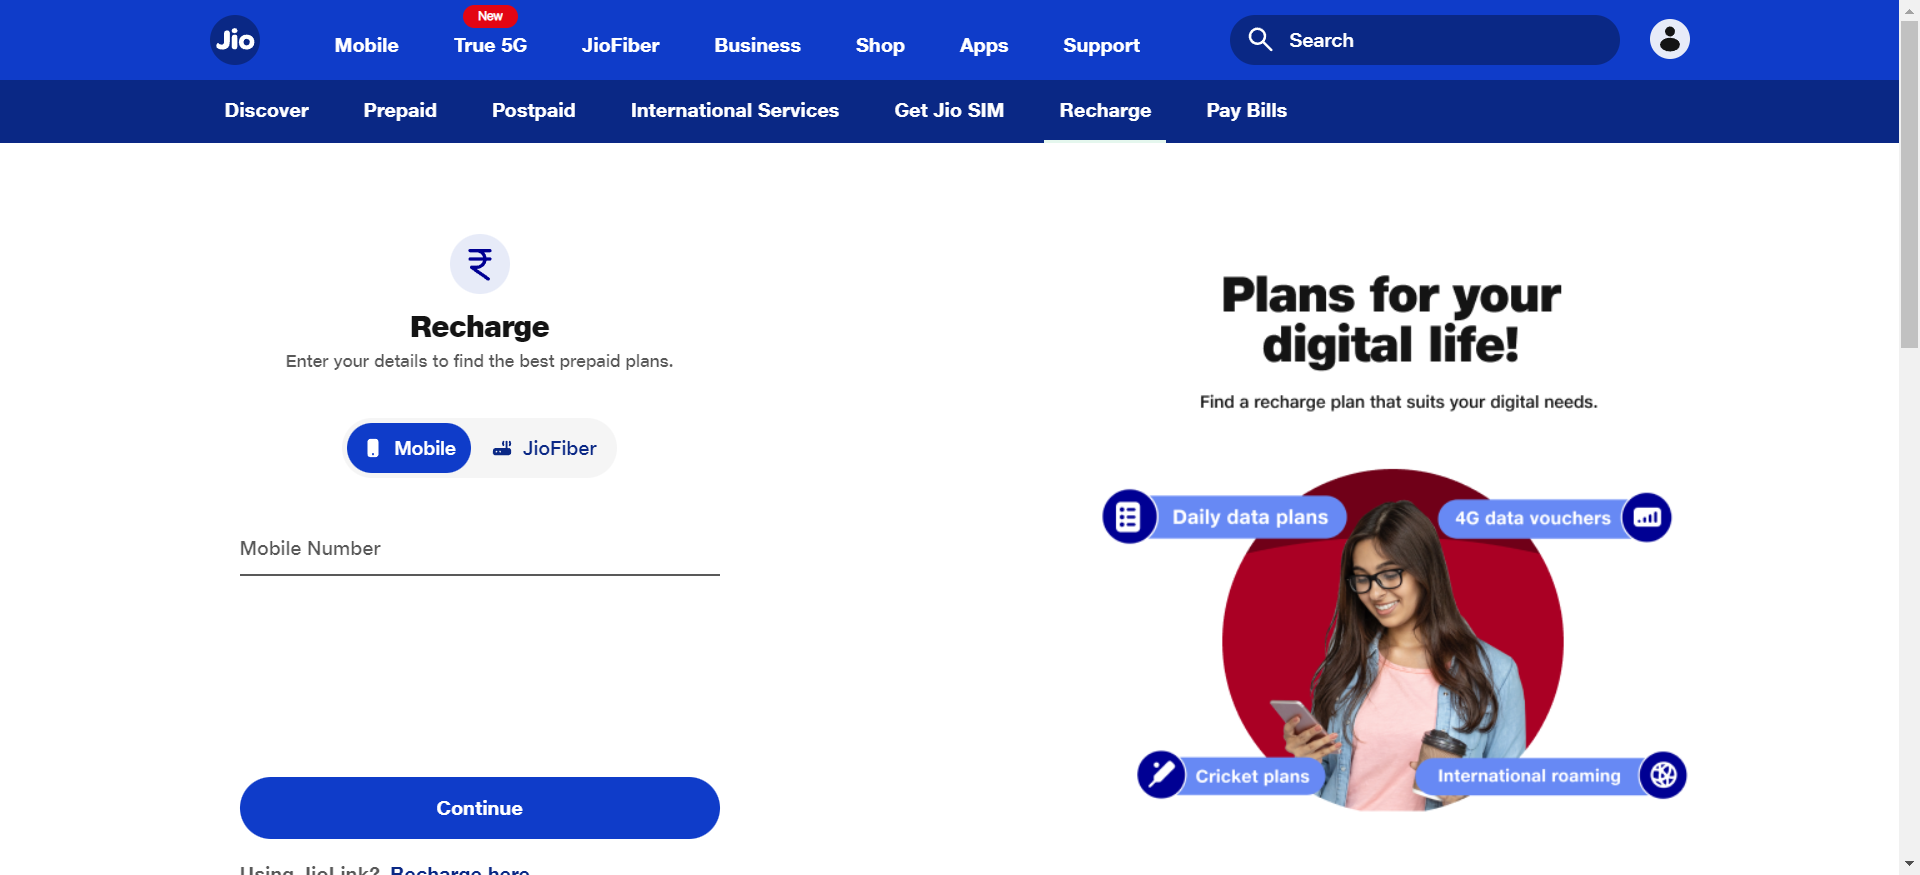 New
Jio
Mobile True 5G JioFiber Business Shop Apps Support
Search
Discover Prepaid Postpaid International Services Get Jio SIM Recharge Pay Bills
₹
Recharge
Enter your details to find the best prepaid plans.
Mobile JioFiber
Mobile Number
Continue
Using JioLink? Recharge here
Plans for your
digital life!
Find a recharge plan that suits your digital needs.
Daily data plans
4G data vouchers
Cricket plans
International roaming